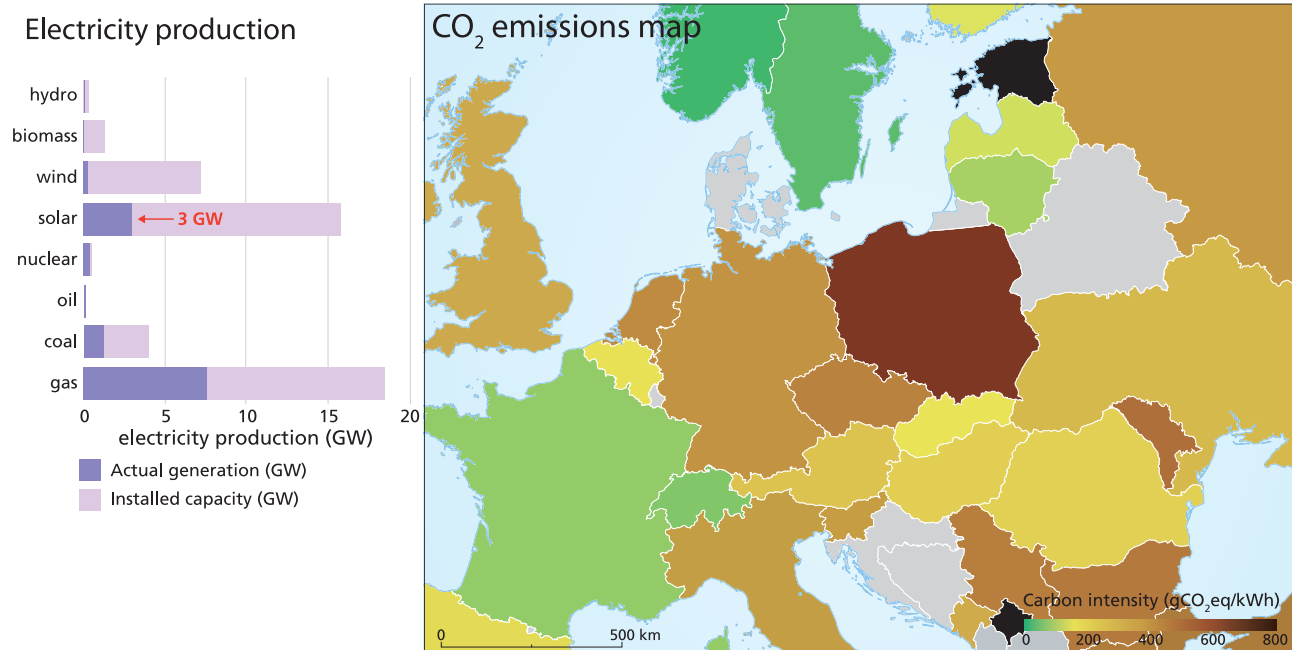 Electricity production
hydro
biomass
wind
solar
3 GW
nuclear
oil
coal
gas
0 5 10 15 20
electricity production (GW)
Actual generation (GW)
Installed capacity (GW)
CO₂ emissions map
0 500 km
Carbon intensity (gCO₂eq/kWh)
0 200 400 600 800